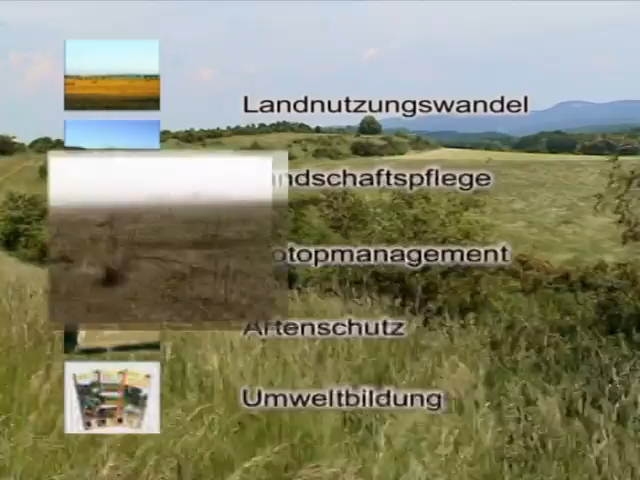 Landnutzungswandel
ndschaftspflege
otopmanagement
Artenschutz
Umweltbildung